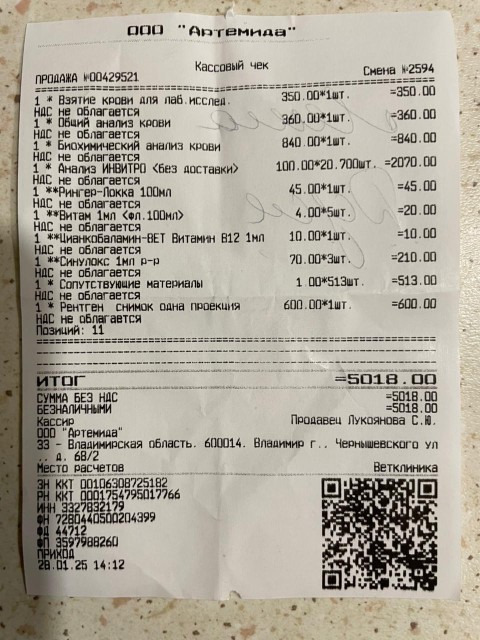 ООО "Артемида"
Кассовый чек
ПРОДАЖА №00429521 Смена №2594
1 * Взятие крови для лаб.исслед. 350.00*1шт. =350.00
НДС не облагается
1 * Общий анализ крови 360.00*1шт. =360.00
НДС не облагается
1 * Биохимический анализ крови 840.00*1шт. =840.00
НДС не облагается
1 * Анализ ИНВИТРО <без доставки> 100.00*20.700шт. =2070.00
НДС не облагается
1 **Рингер-Локка 100мл 45.00*1шт. =45.00
НДС не облагается
1 **Витам 1мл <фл.100мл> 4.00*5шт. =20.00
НДС не облагается
1 **Цианкобаламин-ВЕТ Витамин В12 1мл 10.00*1шт. =10.00
НДС не облагается
1 **Синулокс 1мл р-р 70.00*3шт. =210.00
НДС не облагается
1 * Сопутствующие материалы 1.00*513шт. =513.00
НДС не облагается
1 * Рентген снимок одна проекция 600.00*1шт. =600.00
НДС не облагается
Позиций: 11
ИТОГ =5018.00
СУММА БЕЗ НДС =5018.00
БЕЗНАЛИЧНЫМИ =5018.00
Кассир Продавец Лукоянова С.Ю.
ООО "Артемида"
33 - Владимирская область. 600014. Владимир г.. Чернышевского ул
.. д. 68/2
Место расчетов Ветклиника
ЗН ККТ 00106308725182
РН ККТ 0001754795017766
ИНН 3327832179
ФН 7280440500204399
ФД 44712
ФП 3597988260
ПРИХОД
28.01.25 14:12